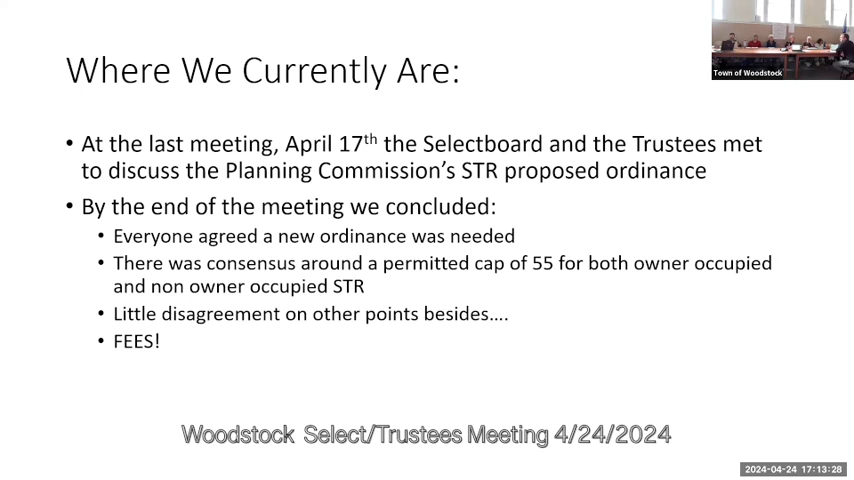 Town of Woodstock
Where We Currently Are:
• At the last meeting, April 17th the Selectboard and the Trustees met
to discuss the Planning Commission’s STR proposed ordinance
• By the end of the meeting we concluded:
• Everyone agreed a new ordinance was needed
• There was consensus around a permitted cap of 55 for both owner occupied
and non owner occupied STR
• Little disagreement on other points besides….
• FEES!
Woodstock Select/Trustees Meeting 4/24/2024
2024-04-24 17:13:28